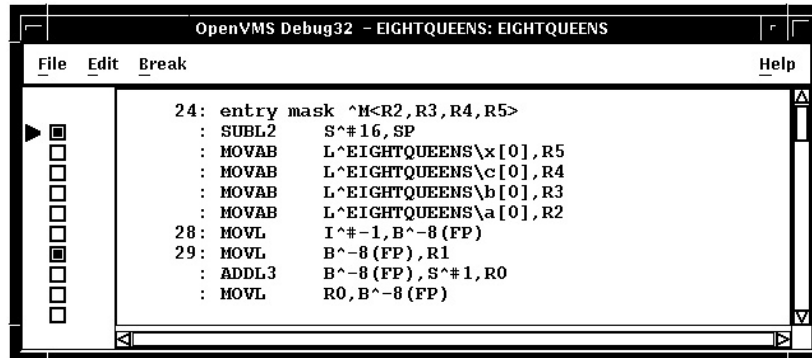 OpenVMS Debug32 - EIGHTQUEENS: EIGHTQUEENS
File Edit Break Help
24: entry mask ^M<R2,R3,R4,R5>
: SUBL2 S^#16,SP
: MOVAB L^EIGHTQUEENS\x[0],R5
: MOVAB L^EIGHTQUEENS\c[0],R4
: MOVAB L^EIGHTQUEENS\b[0],R3
: MOVAB L^EIGHTQUEENS\a[0],R2
28: MOVL I^#-1,B^-8(FP)
29: MOVL B^-8(FP),R1
: ADDL3 B^-8(FP),S^#1,R0
: MOVL R0,B^-8(FP)